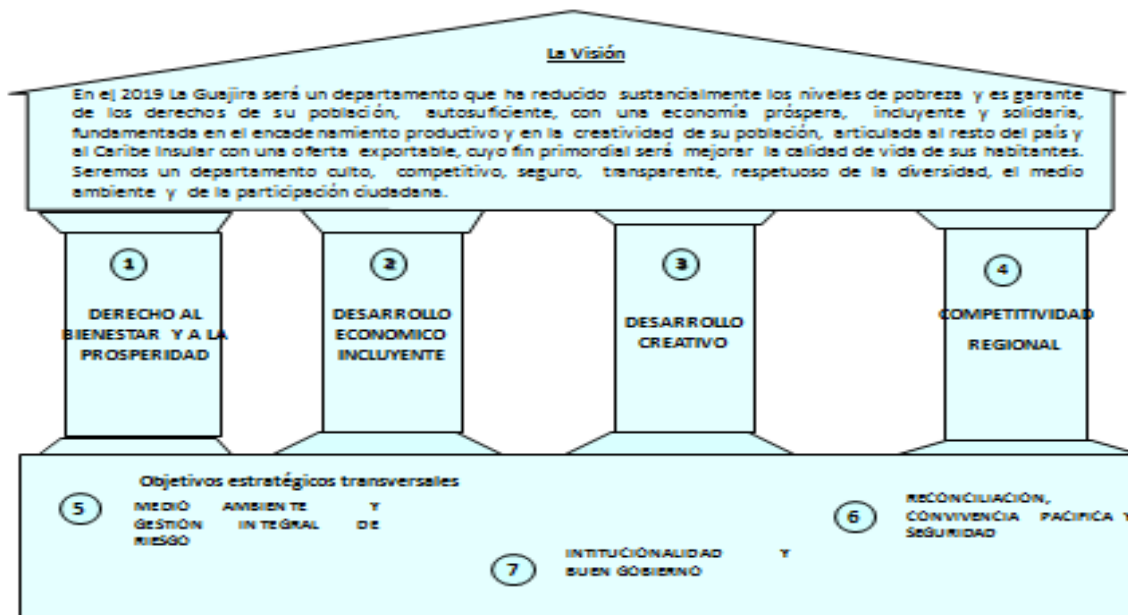 La Visión
En el 2019 La Guajira será un departamento que ha reducido sustancialmente los niveles de pobreza y es garante
de los derechos de su población, autosuficiente, con una economía próspera, incluyente y solidaria,
fundamentada en el encadenamiento productivo y en la creatividad de su población, articulada al resto del país y
al Caribe Insular con una oferta exportable, cuyo fin primordial será mejorar la calidad de vida de sus habitantes.
Seremos un departamento culto, competitivo, seguro, transparente, respetuoso de la diversidad, el medio
ambiente y de la participación ciudadana.
1
DERECHO AL
BIENESTAR Y A LA
PROSPERIDAD
2
DESARROLLO
ECONOMICO
INCLUYENTE
3
DESARROLLO
CREATIVO
4
COMPETITIVIDAD
REGIONAL
Objetivos estratégicos transversales
5
MEDIO AMBIENTE Y
GESTIÓN INTEGRAL DE
RIESGO
6
RECONCILIACIÓN,
CONVIVENCIA PACIFICA Y
SEGURIDAD
7
INTITUCIONALIDAD Y
BUEN GOBIERNO